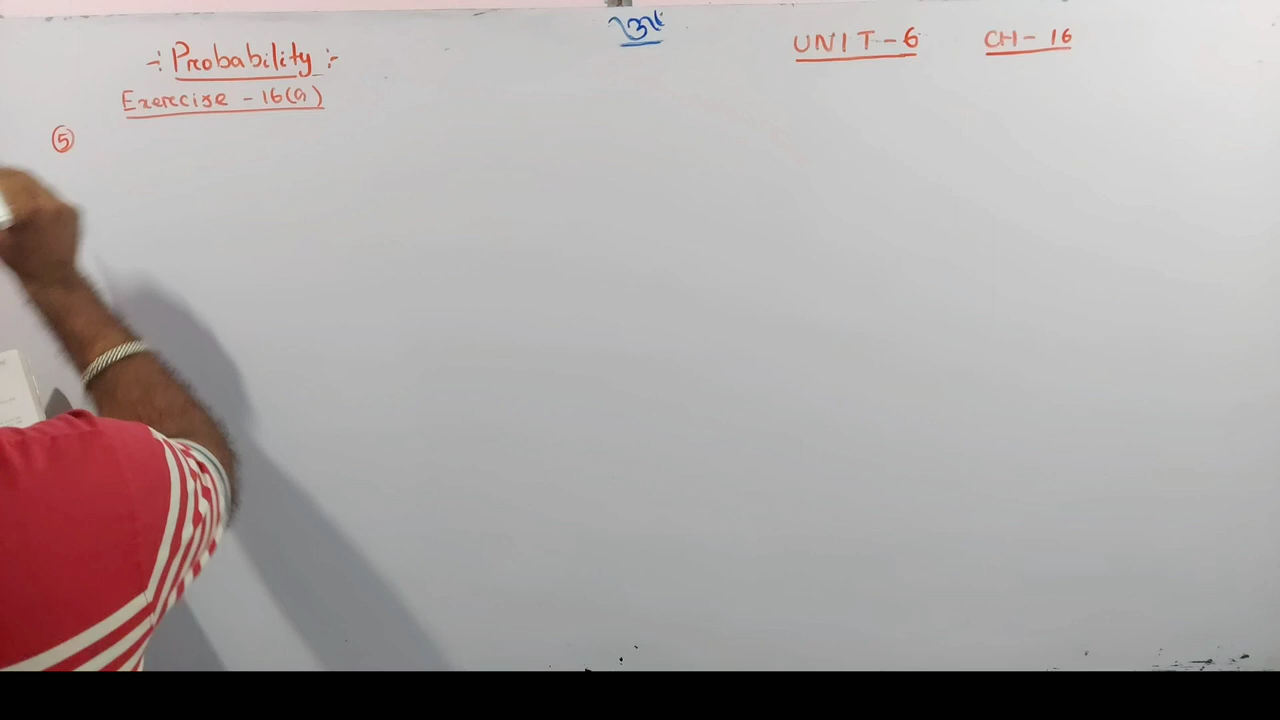 -: Probability :-
UNIT-6 CH-16
Exercise - 16(a)
⑤